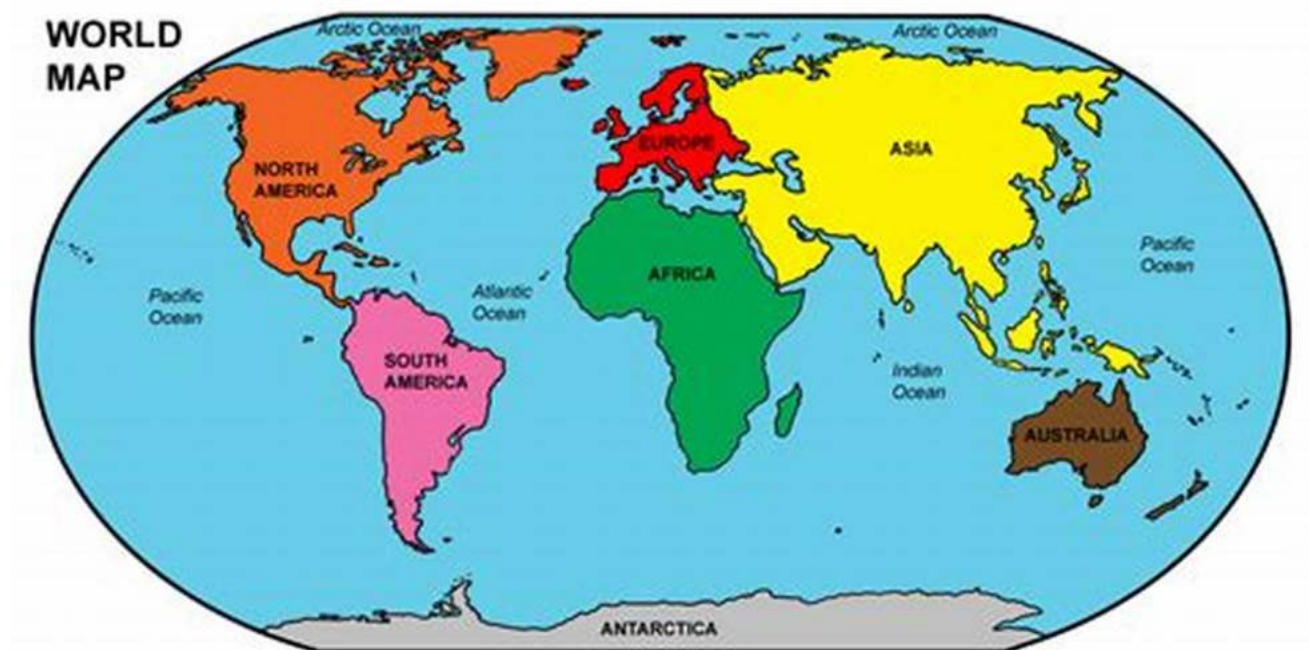 WORLD
MAP
Arctic Ocean
Arctic Ocean
NORTH
AMERICA
EUROPE
ASIA
Pacific
Ocean
Atlantic
Ocean
AFRICA
Pacific
Ocean
SOUTH
AMERICA
Indian
Ocean
AUSTRALIA
ANTARCTICA